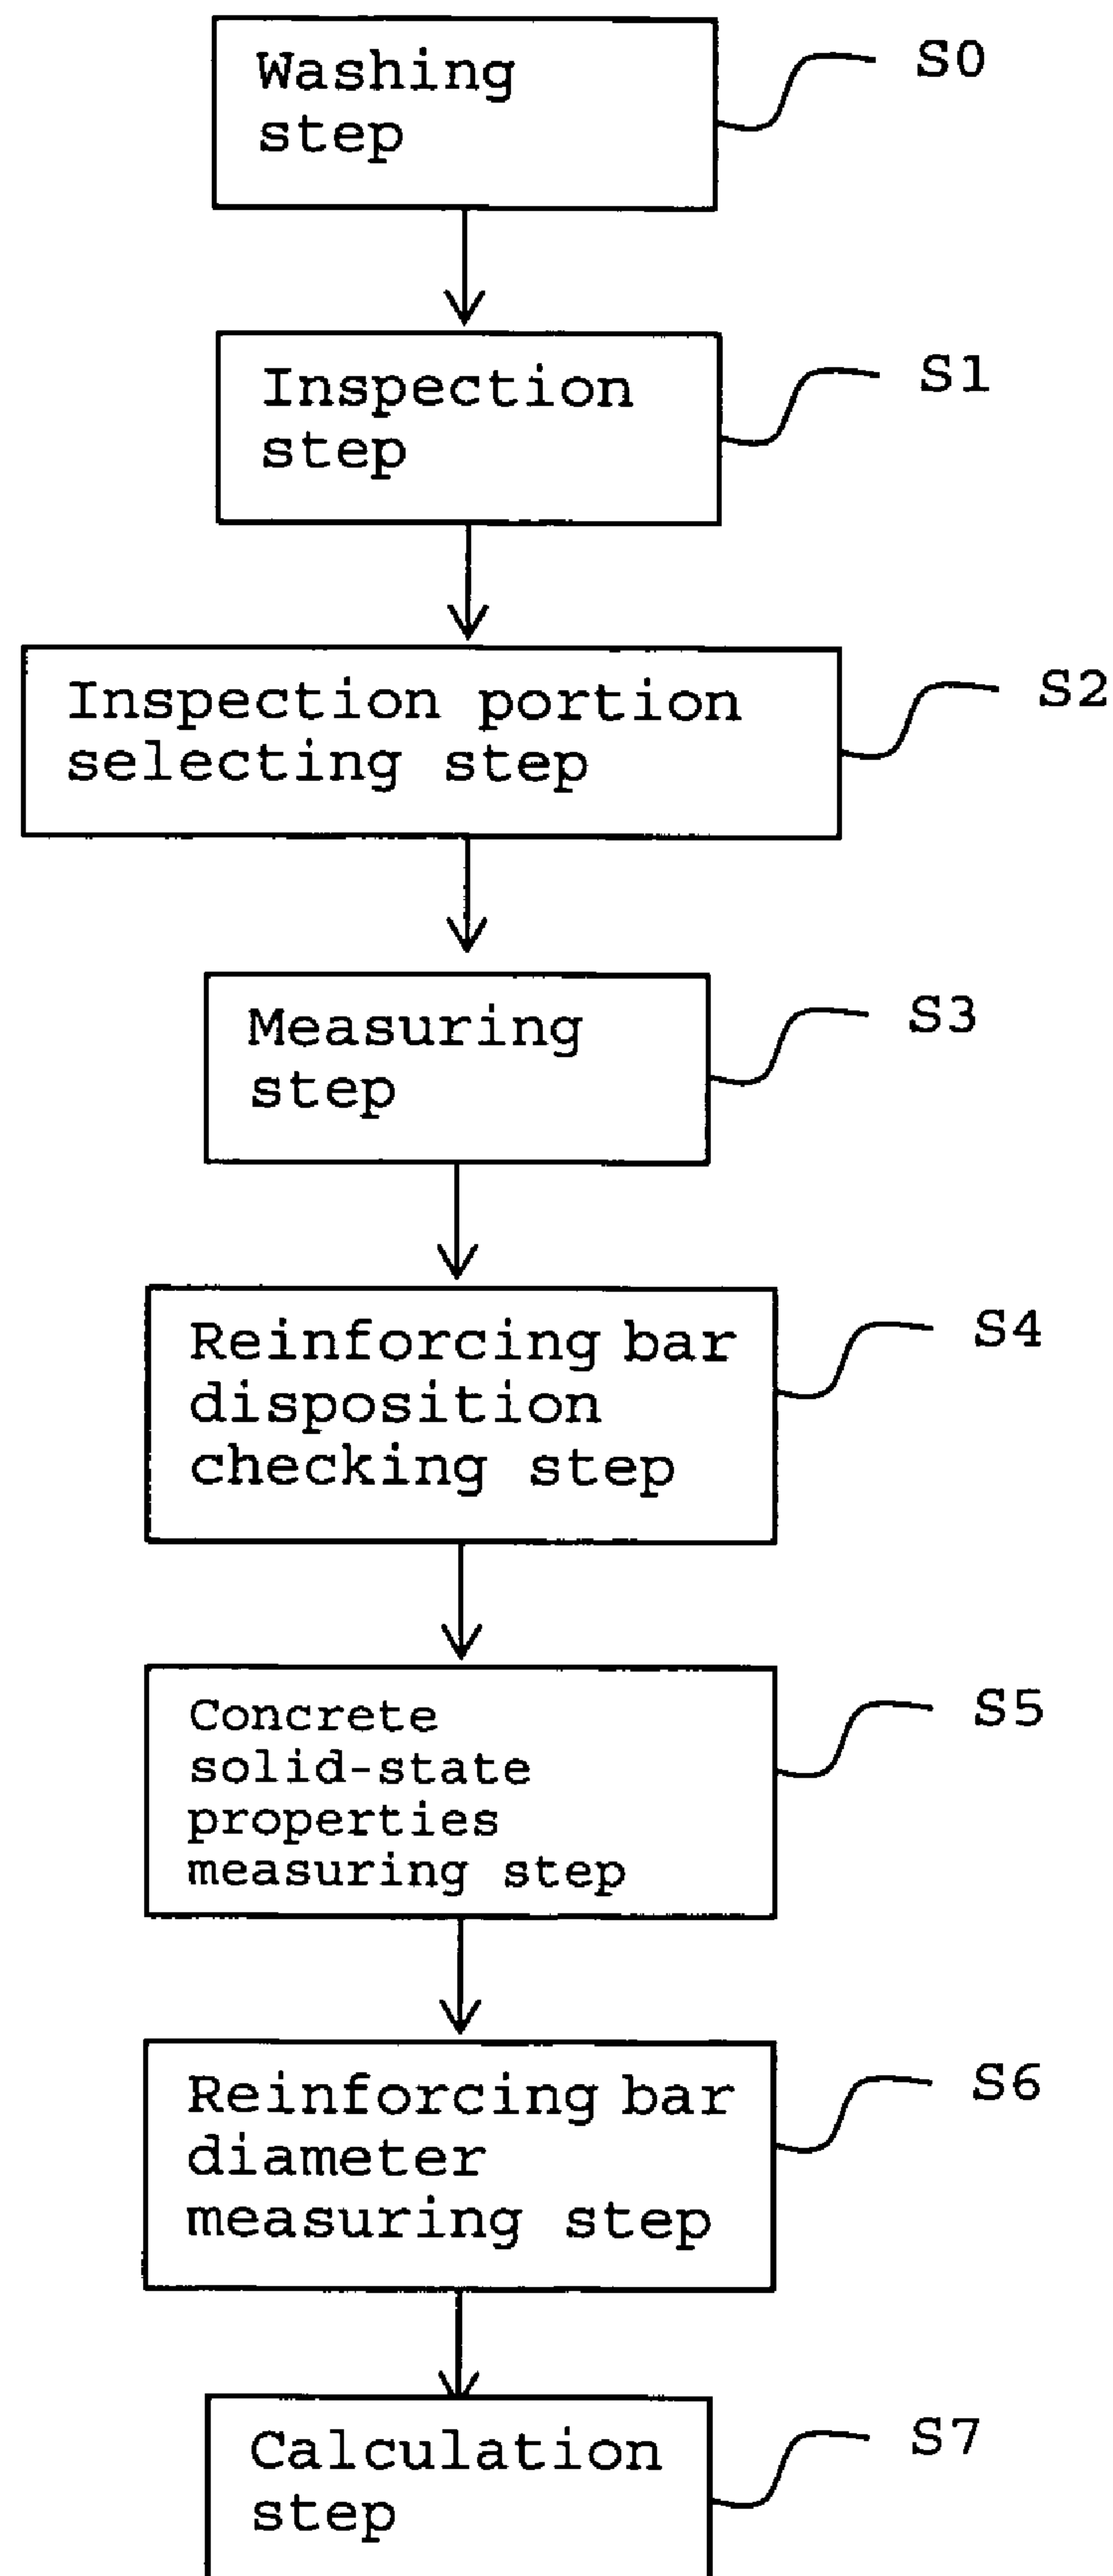 Washing
step
S0
Inspection
step
S1
Inspection portion
selecting step
S2
Measuring
step
S3
Reinforcing bar
disposition
checking step
S4
Concrete
solid-state
properties
measuring step
S5
Reinforcing bar
diameter
measuring step
S6
Calculation
step
S7